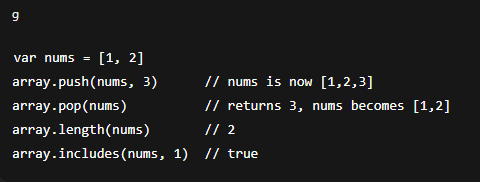 g
var nums = [1, 2]
array.push(nums, 3)      // nums is now [1,2,3]
array.pop(nums)          // returns 3, nums becomes [1,2]
array.length(nums)       // 2
array.includes(nums, 1)  // true